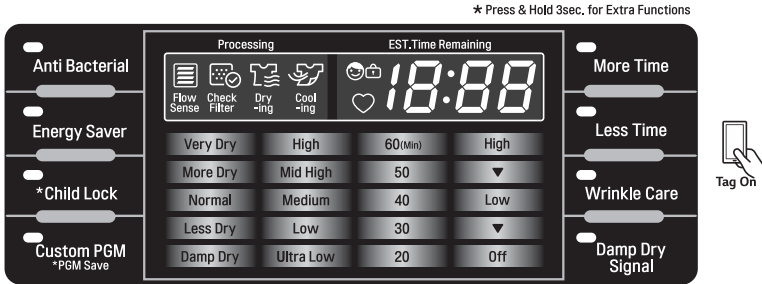 * Press & Hold 3sec. for Extra Functions
Processing
EST.Time Remaining
Anti Bacterial
Flow Sense
Check Filter
Dry -ing
Cool -ing
18:88
More Time
Energy Saver
Less Time
Very Dry High 60(Min) High
More Dry Mid High 50 ▼
*Child Lock
Wrinkle Care
Tag On
Normal Medium 40 Low
Less Dry Low 30 ▼
Custom PGM
*PGM Save
Damp Dry Ultra Low 20 Off
Damp Dry
Signal